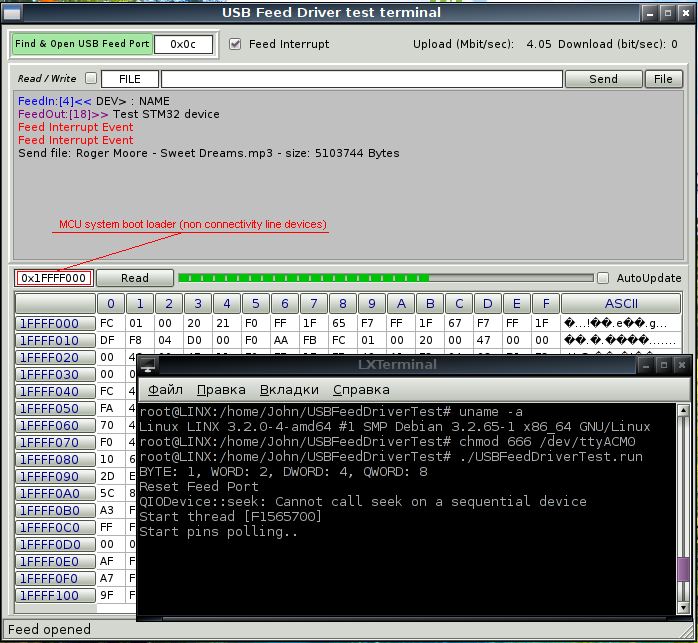 USB Feed Driver test terminal
Find & Open USB Feed Port 0x0c Feed Interrupt Upload (Mbit/sec): 4.05 Download (bit/sec): 0
Read / Write FILE Send File
FeedIn:[4]<< DEV> : NAME
FeedOut:[18]>> Test STM32 device
Feed Interrupt Event
Feed Interrupt Event
Send file: Roger Moore - Sweet Dreams.mp3 - size: 5103744 Bytes
MCU system boot loader (non connectivity line devices)
0x1FFFF000 Read AutoUpdate
0 1 2 3 4 5 6 7 8 9 A B C D E F ASCII
1FFFF000 FC 01 00 20 21 F0 FF 1F 65 F7 FF 1F 67 F7 FF 1F �...!��.e��.g...
1FFFF010 DF F8 04 D0 00 F0 AA FB FC 01 00 20 00 47 00 00 ��.�.����.......
1FFFF020 00
1FFFF030 00
1FFFF040 FC
1FFFF050 FA
1FFFF060 70
1FFFF070 F0
1FFFF080 10
1FFFF090 2D
1FFFF0A0 5C
1FFFF0B0 A3
1FFFF0C0 FF
1FFFF0D0 00
1FFFF0E0 AF
1FFFF0F0 A7
1FFFF100 9F
LXTerminal
Файл Правка Вкладки Справка
root@LINX:/home/John/USBFeedDriverTest# uname -a
Linux LINX 3.2.0-4-amd64 #1 SMP Debian 3.2.65-1 x86_64 GNU/Linux
root@LINX:/home/John/USBFeedDriverTest# chmod 666 /dev/ttyACM0
root@LINX:/home/John/USBFeedDriverTest# ./USBFeedDriverTest.run
BYTE: 1, WORD: 2, DWORD: 4, QWORD: 8
Reset Feed Port
QIODevice::seek: Cannot call seek on a sequential device
Start thread [F1565700]
Start pins polling..
Feed opened